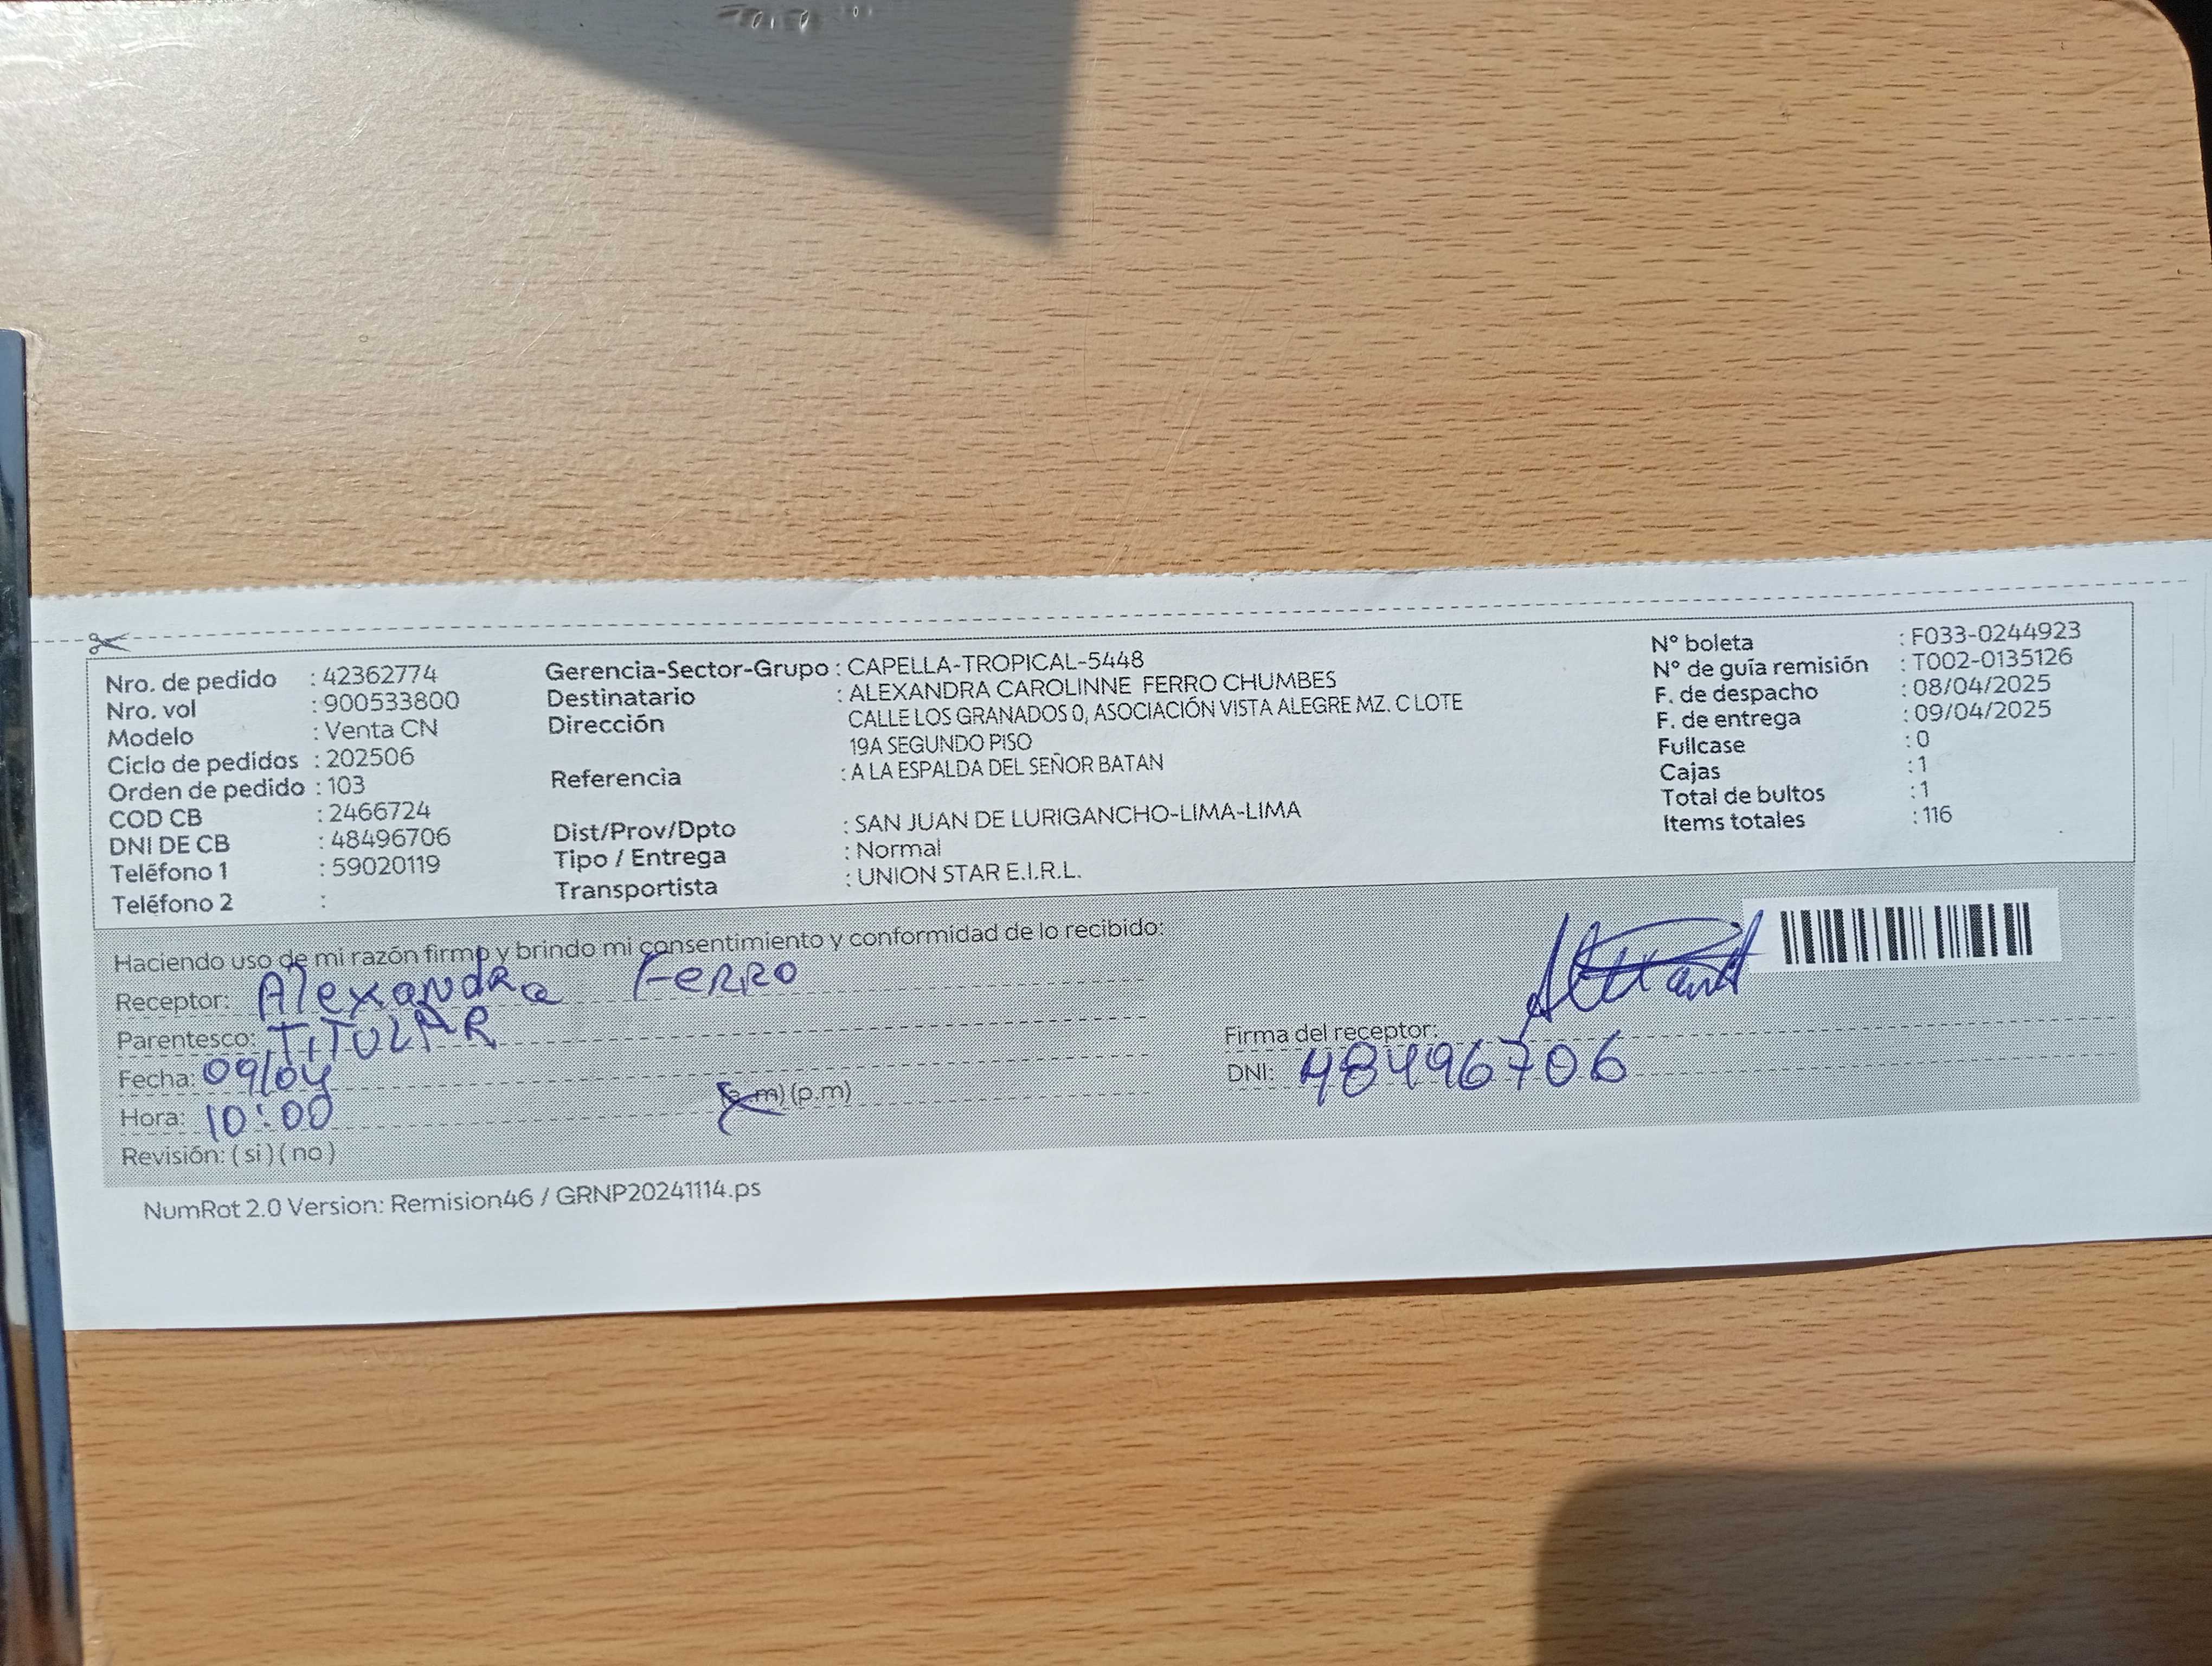 Nro. de pedido : 42362774
Nro. vol : 900533800
Modelo : Venta CN
Ciclo de pedidos : 202506
Orden de pedido : 103
COD CB : 2466724
DNI DE CB : 48496706
Teléfono 1 : 59020119
Teléfono 2 :
Gerencia-Sector-Grupo : CAPELLA-TROPICAL-5448
Destinatario : ALEXANDRA CAROLINNE FERRO CHUMBES
Dirección CALLE LOS GRANADOS 0, ASOCIACIÓN VISTA ALEGRE MZ. C LOTE
19A SEGUNDO PISO
Referencia : A LA ESPALDA DEL SEÑOR BATAN
Dist/Prov/Dpto : SAN JUAN DE LURIGANCHO-LIMA-LIMA
Tipo / Entrega : Normal
Transportista : UNION STAR E.I.R.L.
N° boleta : F033-0244923
N° de guía remisión : T002-0135126
F. de despacho : 08/04/2025
F. de entrega : 09/04/2025
Fullcase : 0
Cajas : 1
Total de bultos : 1
Items totales : 116
Haciendo uso de mi razón firmo y brindo mi consentimiento y conformidad de lo recibido:
Receptor: Alexandra Ferro
Parentesco: TITULAR
Fecha: 09/04
Hora: 10:00 (a.m) (p.m)
Revisión: ( si ) ( no )
Firma del receptor:
DNI: 48496706
NumRot 2.0 Version: Remision46 / GRNP20241114.ps